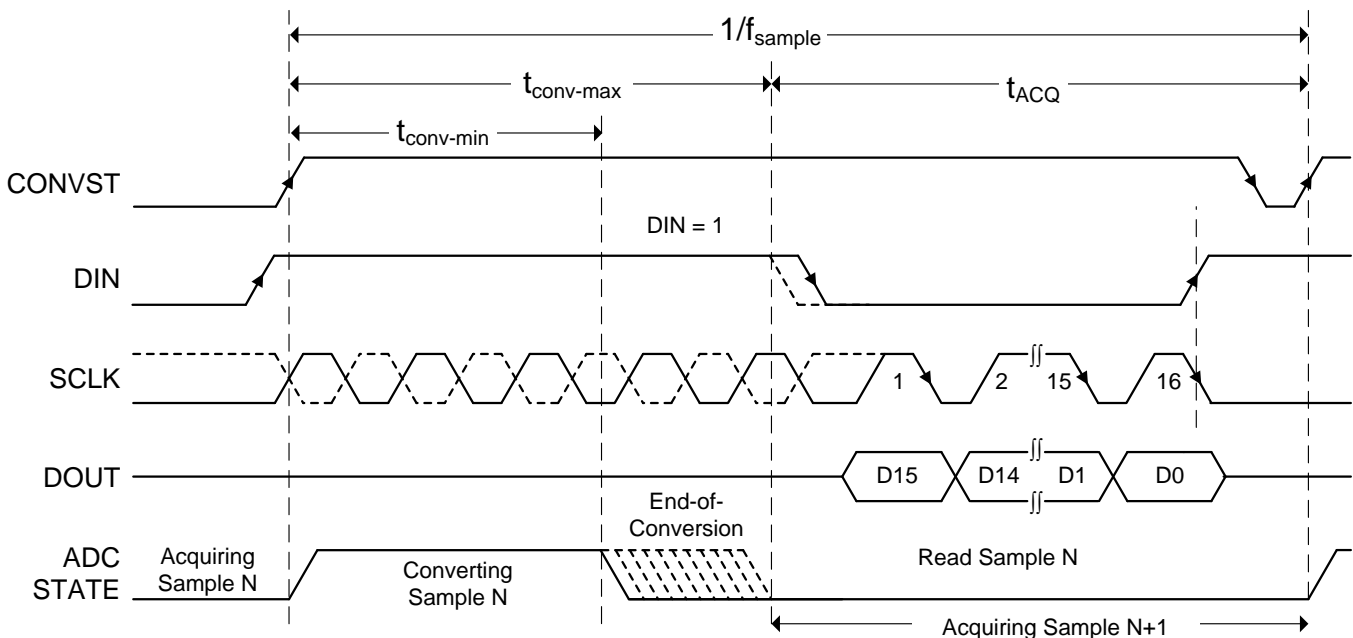 1/fsample
tconv-max
tACQ
tconv-min
CONVST
DIN = 1
DIN
SCLK
1
2
15
16
DOUT
D15
D14
D1
D0
End-of-
Conversion
ADC
STATE
Acquiring
Sample N
Converting
Sample N
Read Sample N
Acquiring Sample N+1